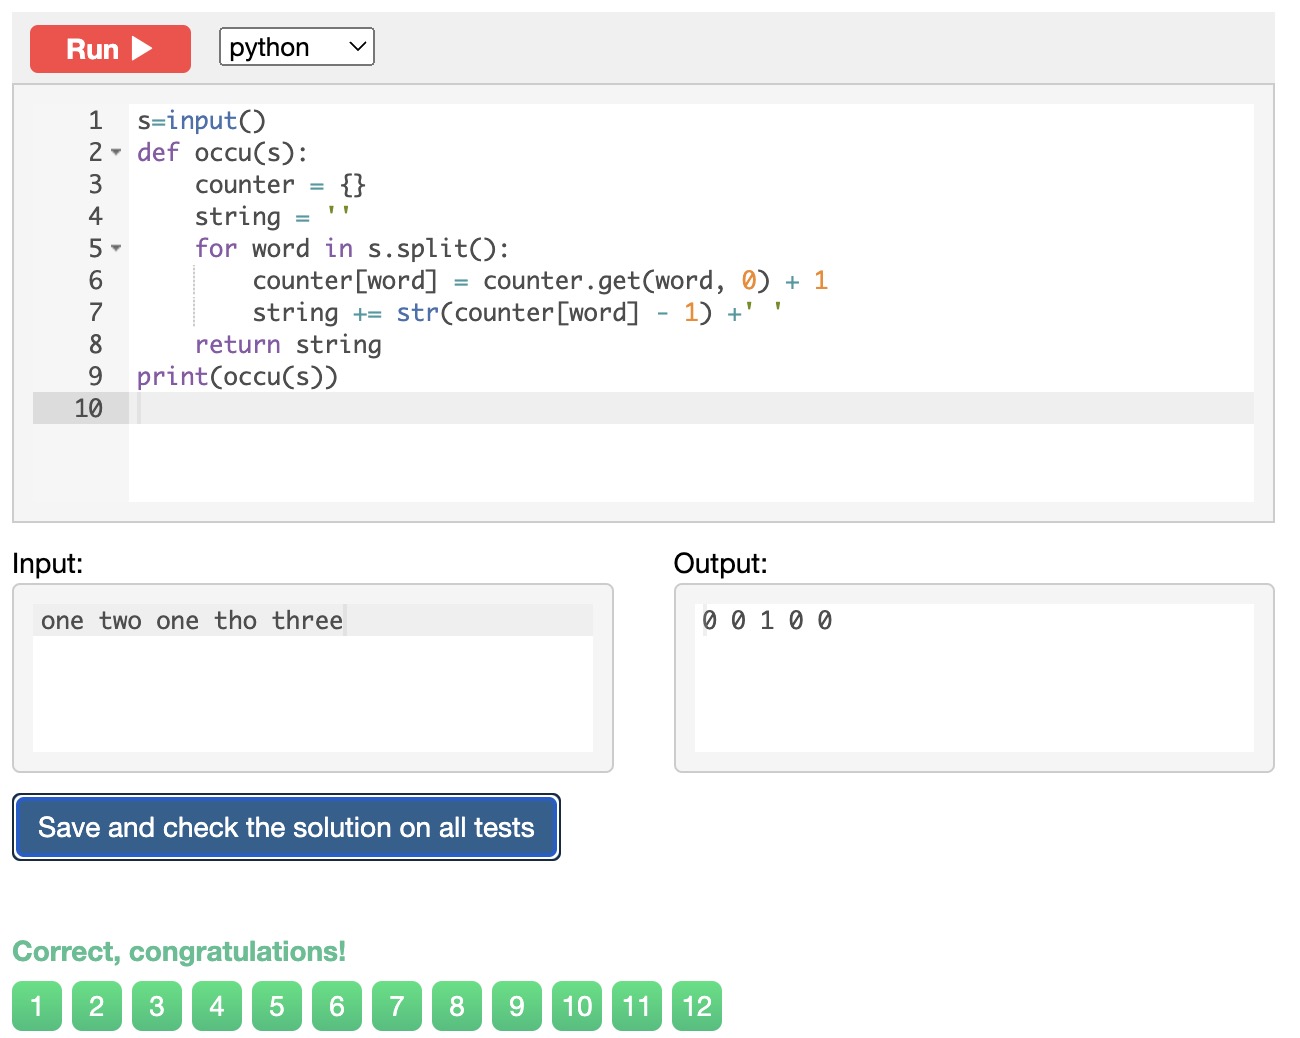 Run
python
1 s=input()
2 def occu(s):
3     counter = {}
4     string = ''
5     for word in s.split():
6         counter[word] = counter.get(word, 0) + 1
7         string += str(counter[word] - 1) +' '
8     return string
9 print(occu(s))
10
Input: Output:
one two one tho three
0 0 1 0 0
Save and check the solution on all tests
Correct, congratulations!
1 2 3 4 5 6 7 8 9 10 11 12